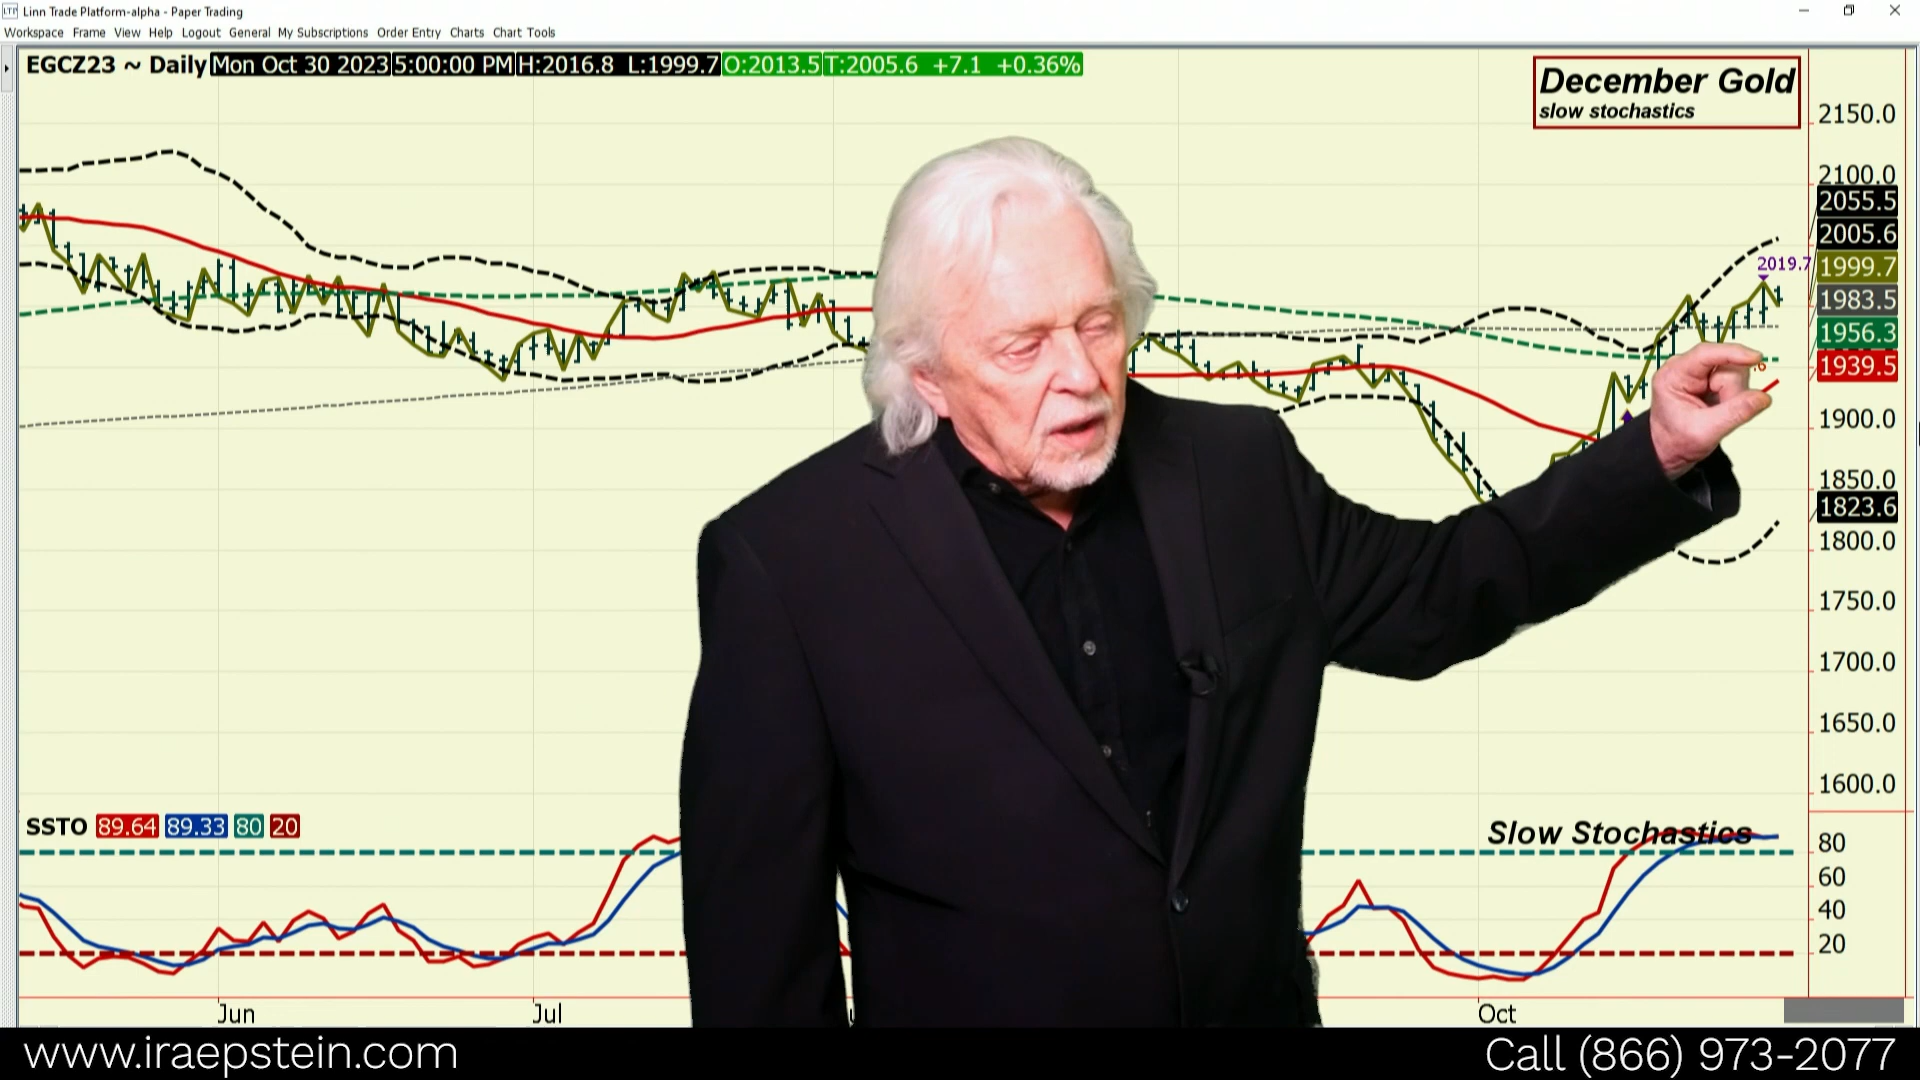 LTP Linn Trade Platform-alpha - Paper Trading
Workspace Frame View Help Logout General My Subscriptions Order Entry Charts Chart Tools
EGCZ23 ~ Daily Mon Oct 30 2023 5:00:00 PM H:2016.8 L:1999.7 O:2013.5 T:2005.6 +7.1 +0.36%
December Gold
slow stochastics
2150.0
2100.0
2055.5
2005.6
2019.7
1999.7
1983.5
1956.3
1939.5
1900.0
1850.0
1823.6
1800.0
1750.0
1700.0
1650.0
1600.0
SSTO 89.64 89.33 80 20
Slow Stochastics
80
60
40
20
Jun Jul Oct
www.iraepstein.com
Call (866) 973-2077